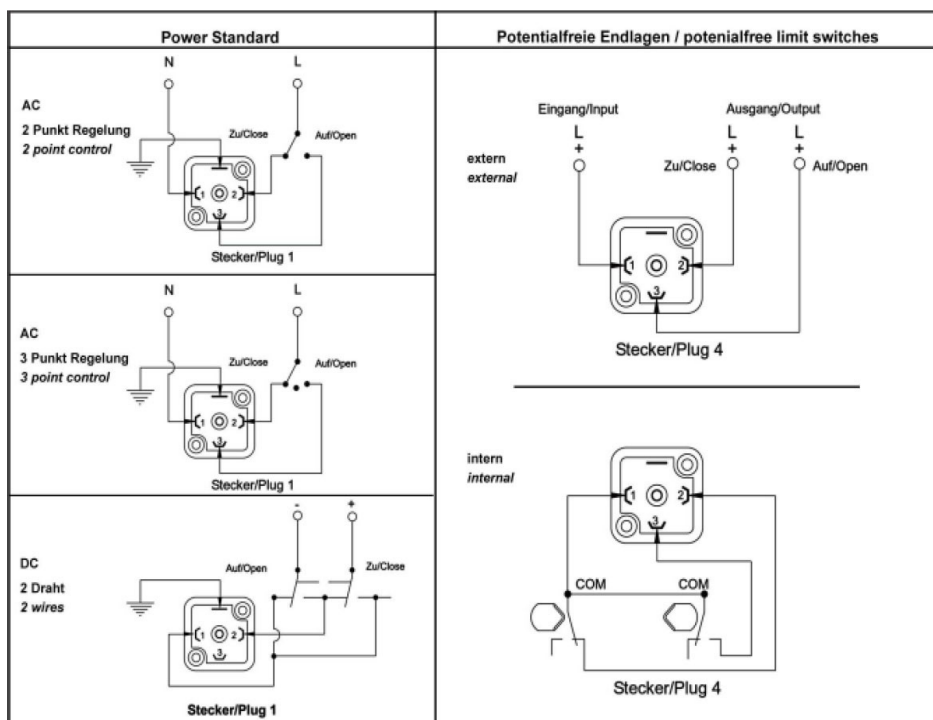 Power Standard
N
L
AC
2 Punkt Regelung
2 point control
Zu/Close
Auf/Open
1
2
3
Stecker/Plug 1
N
L
AC
3 Punkt Regelung
3 point control
Zu/Close
Auf/Open
1
2
3
Stecker/Plug 1
-
+
DC
2 Draht
2 wires
Auf/Open
Zu/Close
1
2
3
Stecker/Plug 1
Potentialfreie Endlagen / potenialfree limit switches
Eingang/Input
Ausgang/Output
L
L
L
+
+
+
extern
external
Zu/Close
Auf/Open
1
2
3
Stecker/Plug 4
intern
internal
1
2
3
COM
COM
Stecker/Plug 4